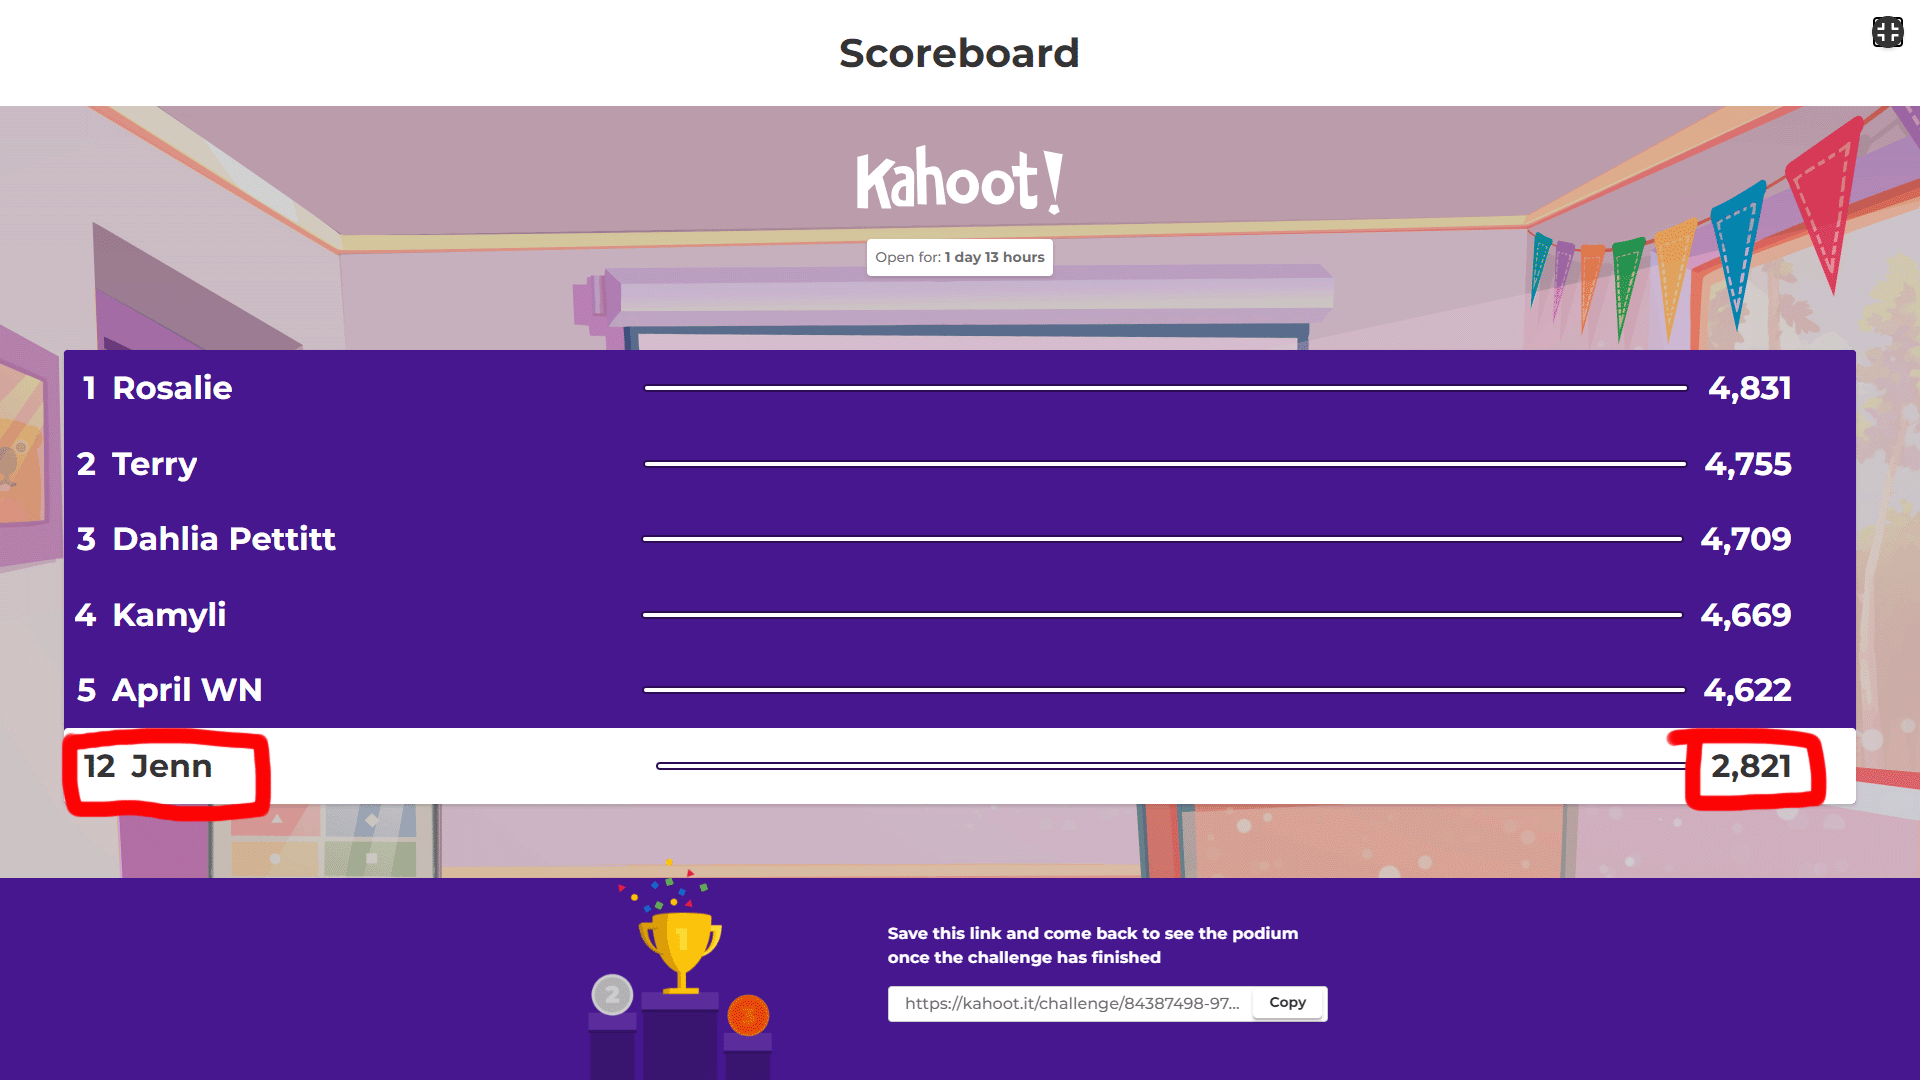 Scoreboard
Kahoot!
Open for: 1 day 13 hours
1 Rosalie 4,831
2 Terry 4,755
3 Dahlia Pettitt 4,709
4 Kamyli 4,669
5 April WN 4,622
12 Jenn 2,821
1
2
3
Save this link and come back to see the podium
once the challenge has finished
https://kahoot.it/challenge/84387498-97... Copy